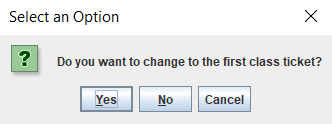 Select an Option
?
Do you want to change to the first class ticket?
Yes No Cancel